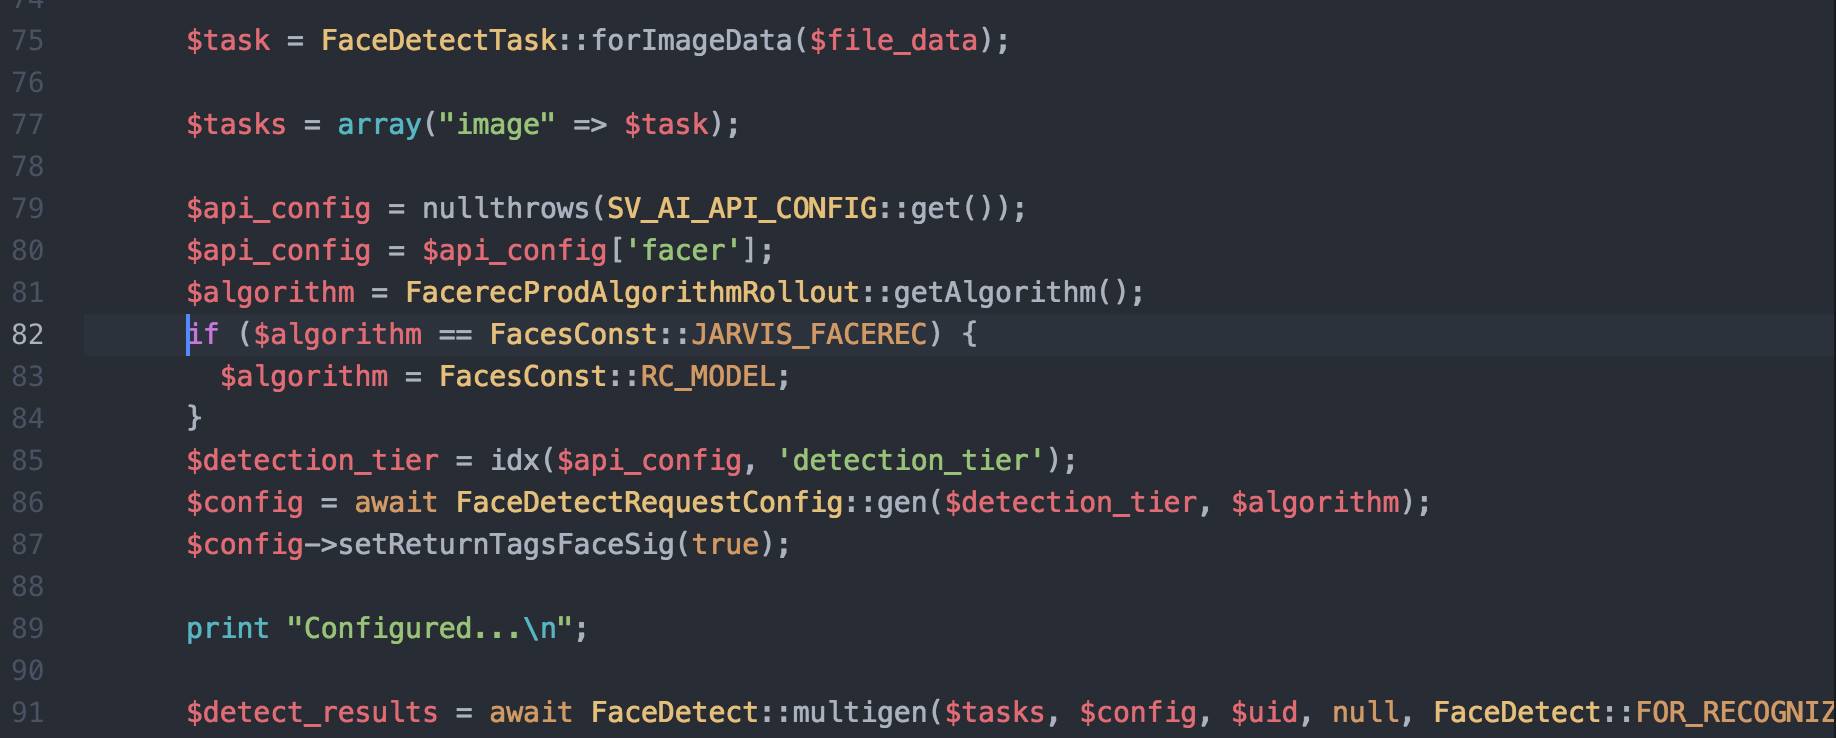 74
75 $task = FaceDetectTask::forImageData($file_data);
76
77 $tasks = array("image" => $task);
78
79 $api_config = nullthrows(SV_AI_API_CONFIG::get());
80 $api_config = $api_config['facer'];
81 $algorithm = FacerecProdAlgorithmRollout::getAlgorithm();
82 if ($algorithm == FacesConst::JARVIS_FACEREC) {
83 $algorithm = FacesConst::RC_MODEL;
84 }
85 $detection_tier = idx($api_config, 'detection_tier');
86 $config = await FaceDetectRequestConfig::gen($detection_tier, $algorithm);
87 $config->setReturnTagsFaceSig(true);
88
89 print "Configured...\n";
90
91 $detect_results = await FaceDetect::multigen($tasks, $config, $uid, null, FaceDetect::FOR_RECOGNIZ